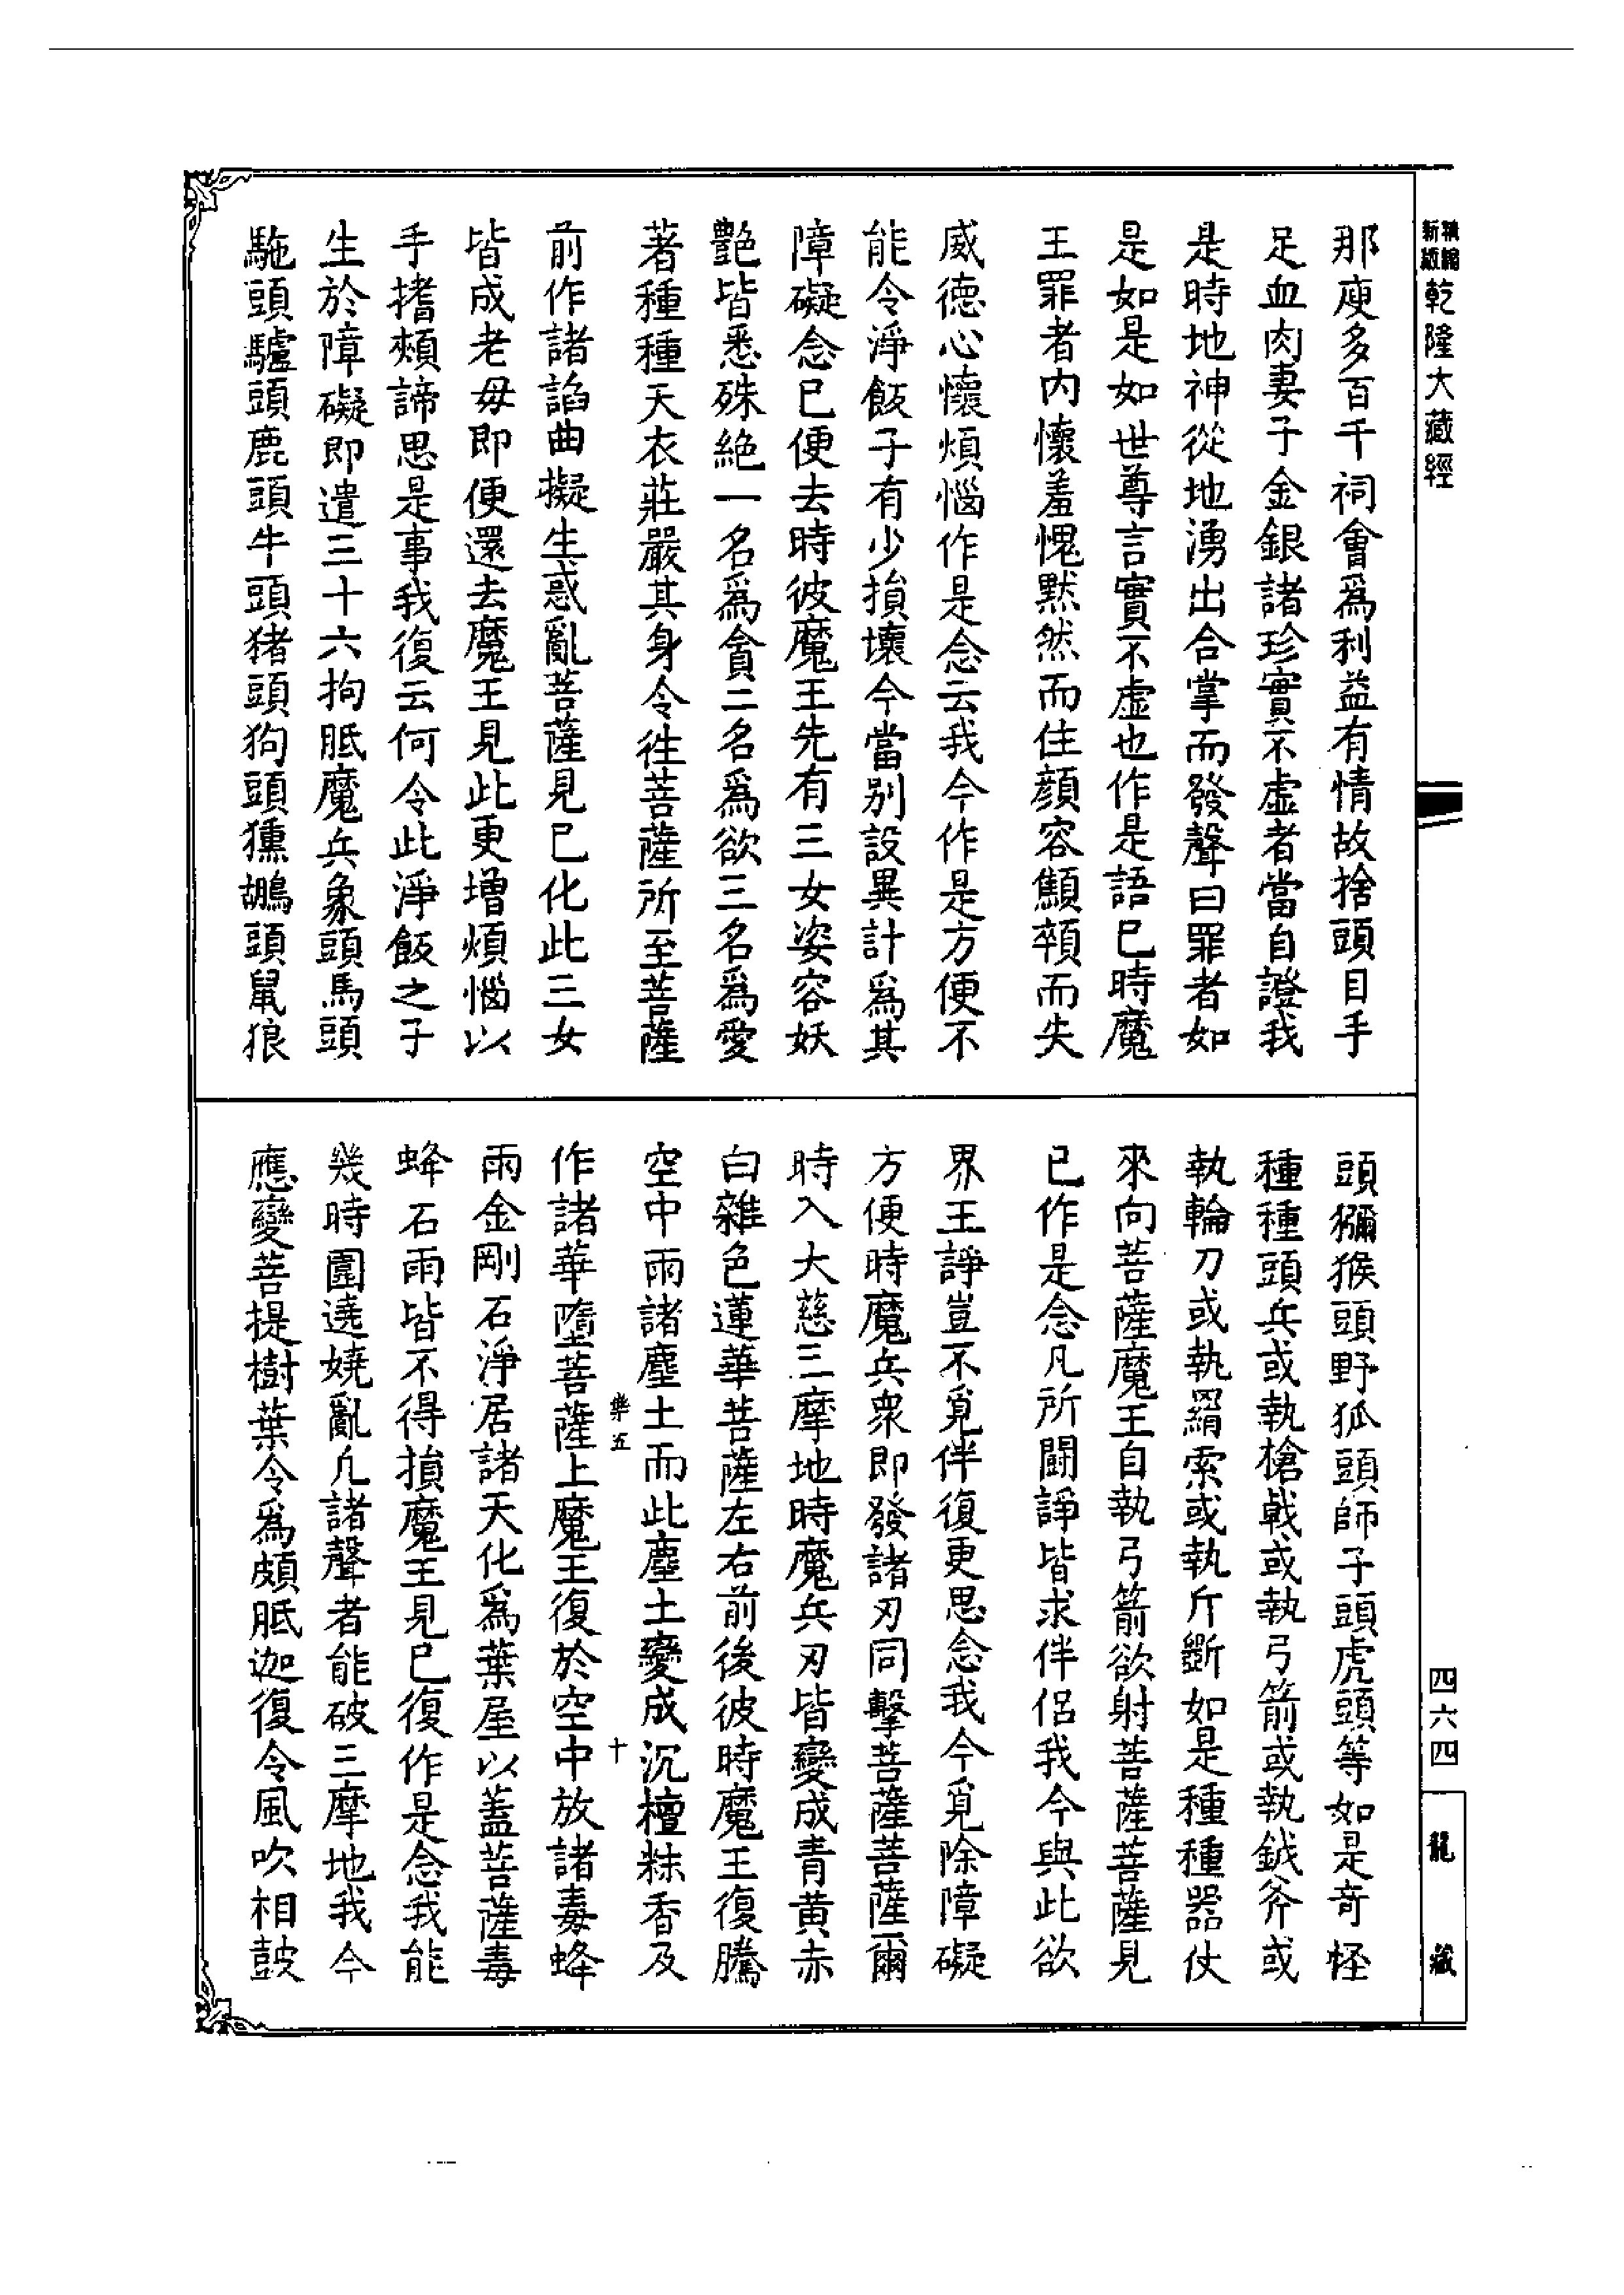 新編縮版乾隆大藏經
那庾多百千祠會爲利益有情故捨頭目手
足血肉妻子金銀諸珍寶不虛者當自證我
是時地神從地湧出合掌而發聲曰罪者如
是如是如世尊言實不虛也作是語已時魔
王罪者内懷羞愧默然而住顔容顦顇而失
威德心懷煩惱作是念云我今作是方便不
能令淨飯子有少損壞今當别設異計爲其
障礙念已便去時彼魔王先有三女姿容妖
艷皆悉殊絶一名爲貪二名爲欲三名爲愛
著種種天衣莊嚴其身令徃菩薩所至菩薩
前作諸諂曲擬生惑亂菩薩見已化此三女
皆成老母即便還去魔王見此更增煩惱以
手搘頰諦思是事我復云何令此淨飯之子
生於障礙即遣三十六拘胝魔兵象頭馬頭
駞頭驢頭鹿頭牛頭猪頭狗頭獯鶘頭鼠狼
頭獼猴頭野狐頭師子頭虎頭等如是奇怪
種種頭兵或執槍戟或執弓箭或執鉞斧或
執輪刀或執羂索或執斤斵如是種種器仗
來向菩薩魔王自執弓箭欲射菩薩菩薩見
已作是念凡所鬪諍皆求伴侶我今與此欲
界王諍豈不覓伴復更思念我今覓除障礙
方便時魔兵衆即發諸刃同擊菩薩菩薩爾
時入大慈三摩地時魔兵刃皆變成青黄赤
白雜色蓮華菩薩左右前後彼時魔王復騰
空中雨諸塵土而此塵土變成沉檀粖香及
作諸華墮菩薩上魔王復於空中放諸毒蜂
樂五 十
雨金剛石淨居諸天化爲葉屋以蓋菩薩毒
蜂石雨皆不得損魔王見已復作是念我能
幾時圍遶嬈亂凡諸聲者能破三摩地我今
應變菩提樹葉令爲頗胝迦復令風吹相鼓
四六四
龍藏